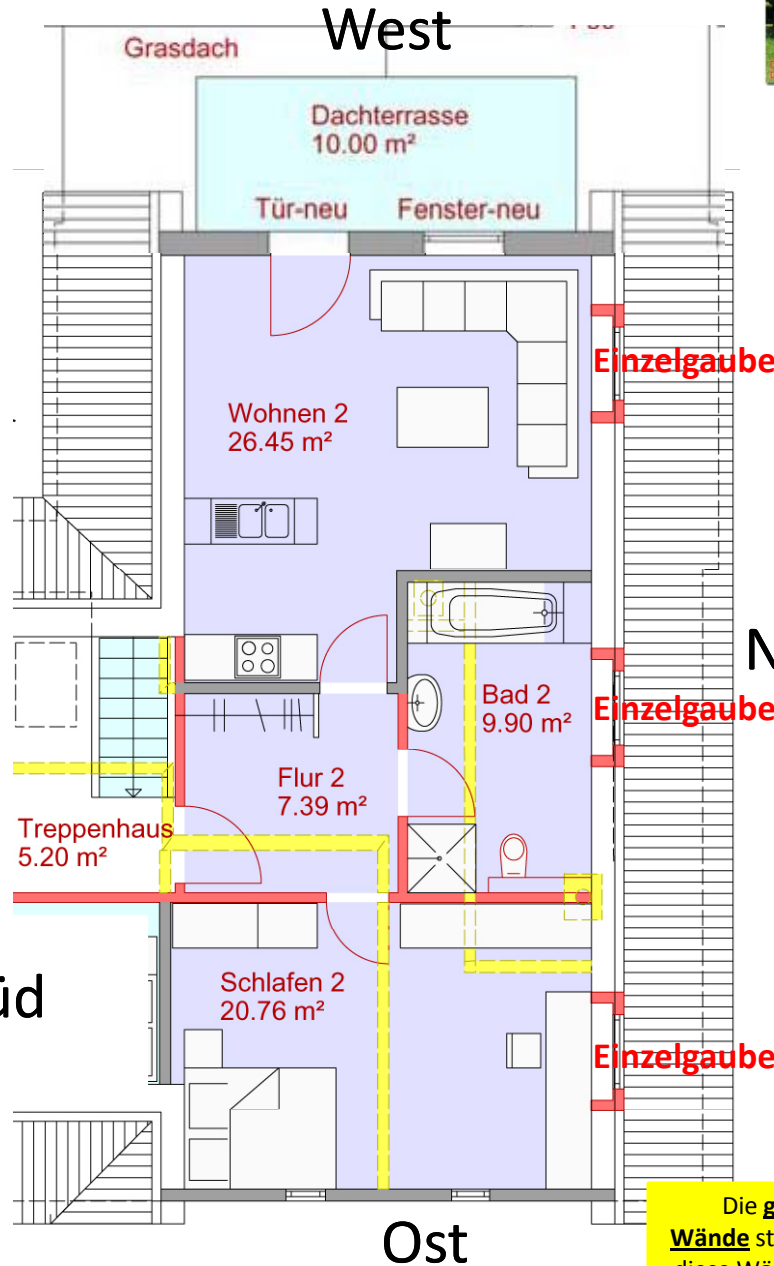 West
Grasdach
Dachterrasse
10.00 m²
Tür-neu
Fenster-neu
Einzelgaube
Wohnen 2
26.45 m²
N
Bad 2
9.90 m²
Einzelgaube
Flur 2
7.39 m²
Treppenhaus
5.20 m²
üd
Schlafen 2
20.76 m²
Einzelgaube
Ost
Die g
Wände st